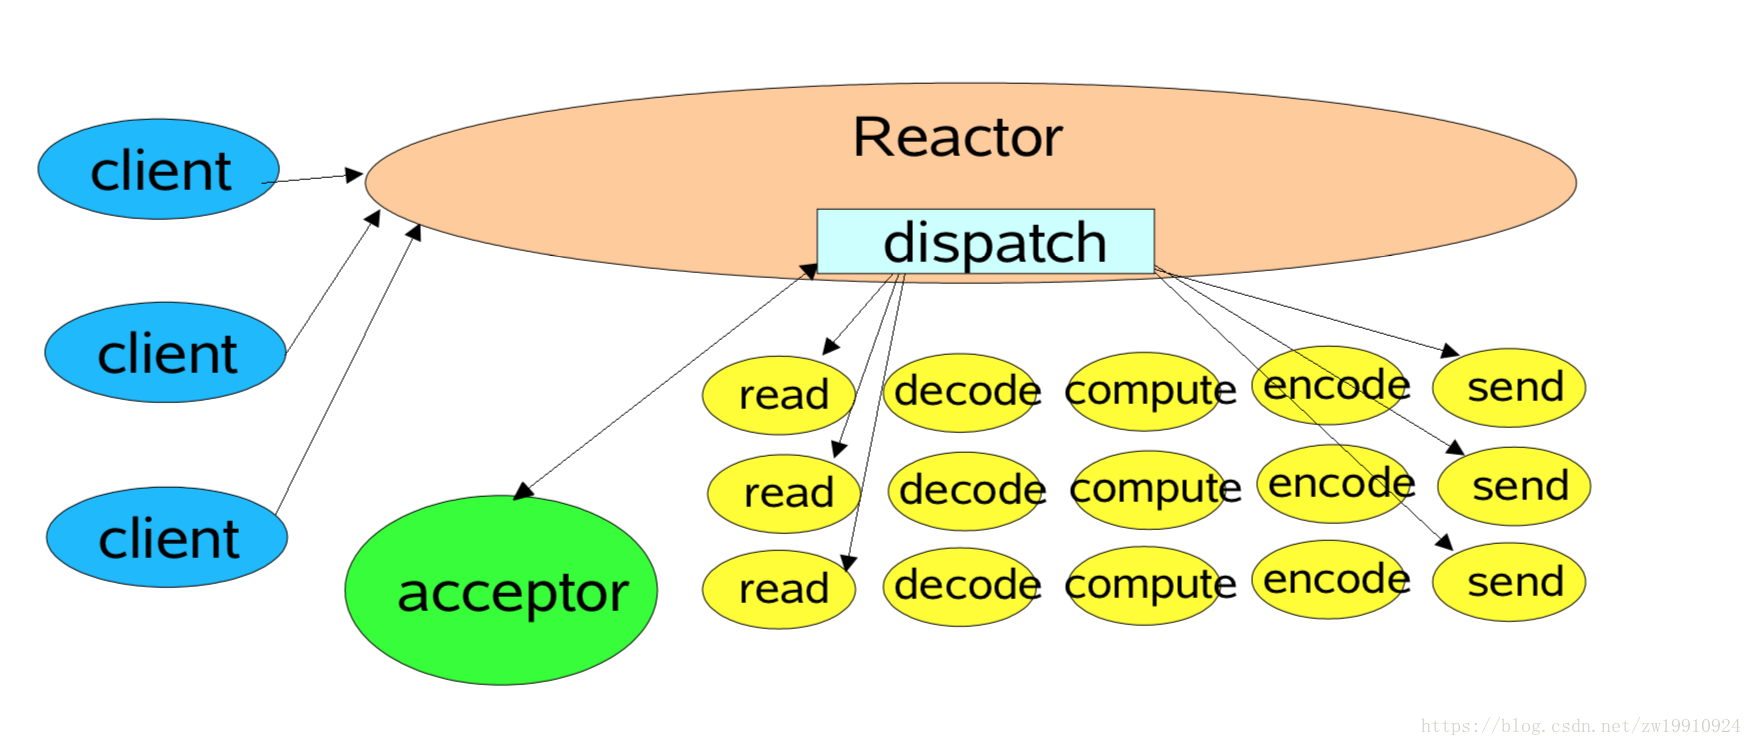 Reactor
client
dispatch
client
read
decode
compute
encode
send
read
decode
compute
encode
send
client
acceptor
read
decode
compute
encode
send
https://blog.csdn.net/zw19910924